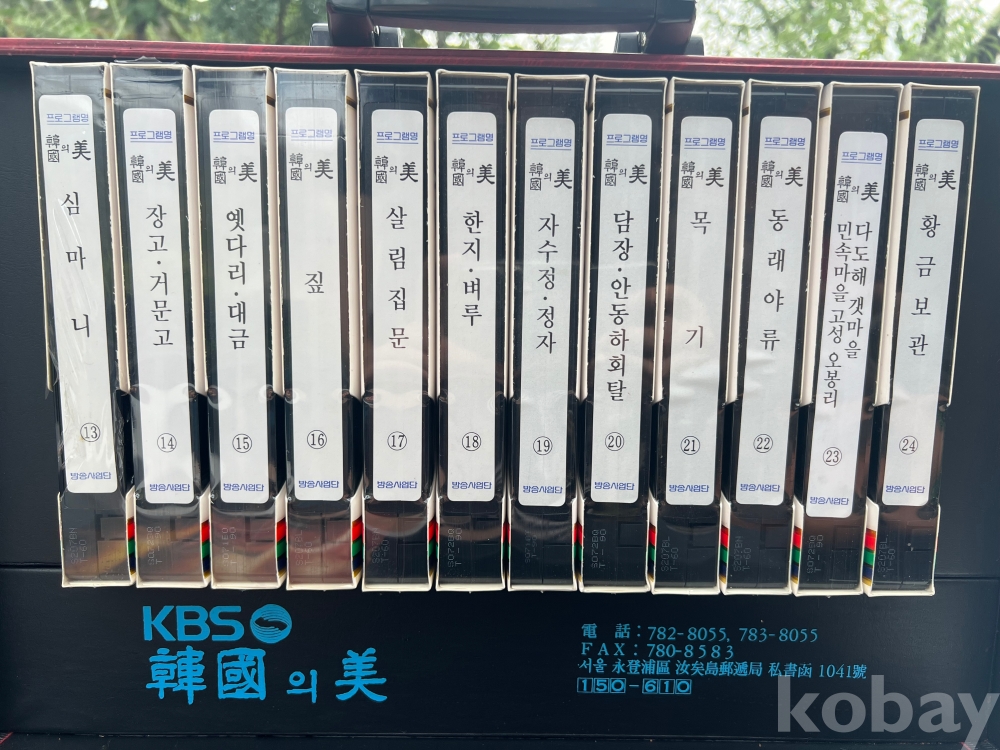 프로그램명
韓國의 美
심마니
⑬
방송사업단
프로그램명
韓國의 美
장고·거문고
⑭
방송사업단
프로그램명
韓國의 美
옛다리·대금
⑮
방송사업단
프로그램명
韓國의 美
짚
⑯
방송사업단
프로그램명
韓國의 美
살림집문
⑰
방송사업단
프로그램명
韓國의 美
한지·벼루
⑱
방송사업단
프로그램명
韓國의 美
자수정·정자
⑲
방송사업단
프로그램명
韓國의 美
담장·안동하회탈
⑳
방송사업단
프로그램명
韓國의 美
목기
㉑
방송사업단
프로그램명
韓國의 美
동래야류
㉒
방송사업단
프로그램명
韓國의 美
다도해 갯마을
민속마을 고성 오봉리
㉓
방송사업단
프로그램명
韓國의 美
황금보관
㉔
방송사업단
KBS
韓國의 美
電 話 : 782-8055, 783-8055
FAX : 780-8583
서울 永登浦區 汝矣島郵遞局 私書函 1041號
150-610
kobay